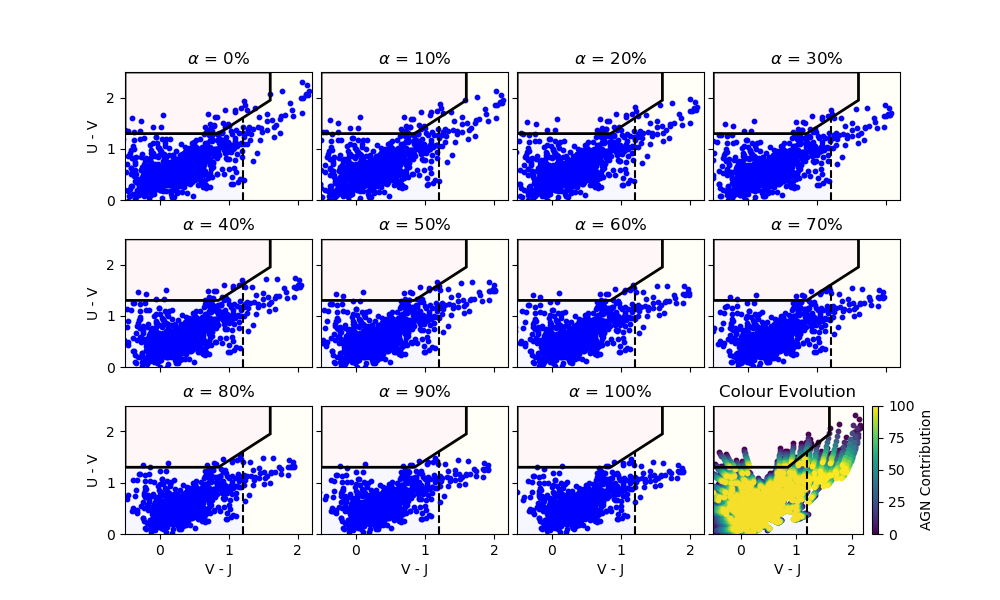 α = 0%
α = 10%
α = 20%
α = 30%
2
1
0
U - V
α = 40%
α = 50%
α = 60%
α = 70%
2
1
0
U - V
α = 80%
α = 90%
α = 100%
Colour Evolution
2
1
0
U - V
0 1 2
V - J
0 1 2
V - J
0 1 2
V - J
0 1 2
V - J
100
75
50
25
0
AGN Contribution